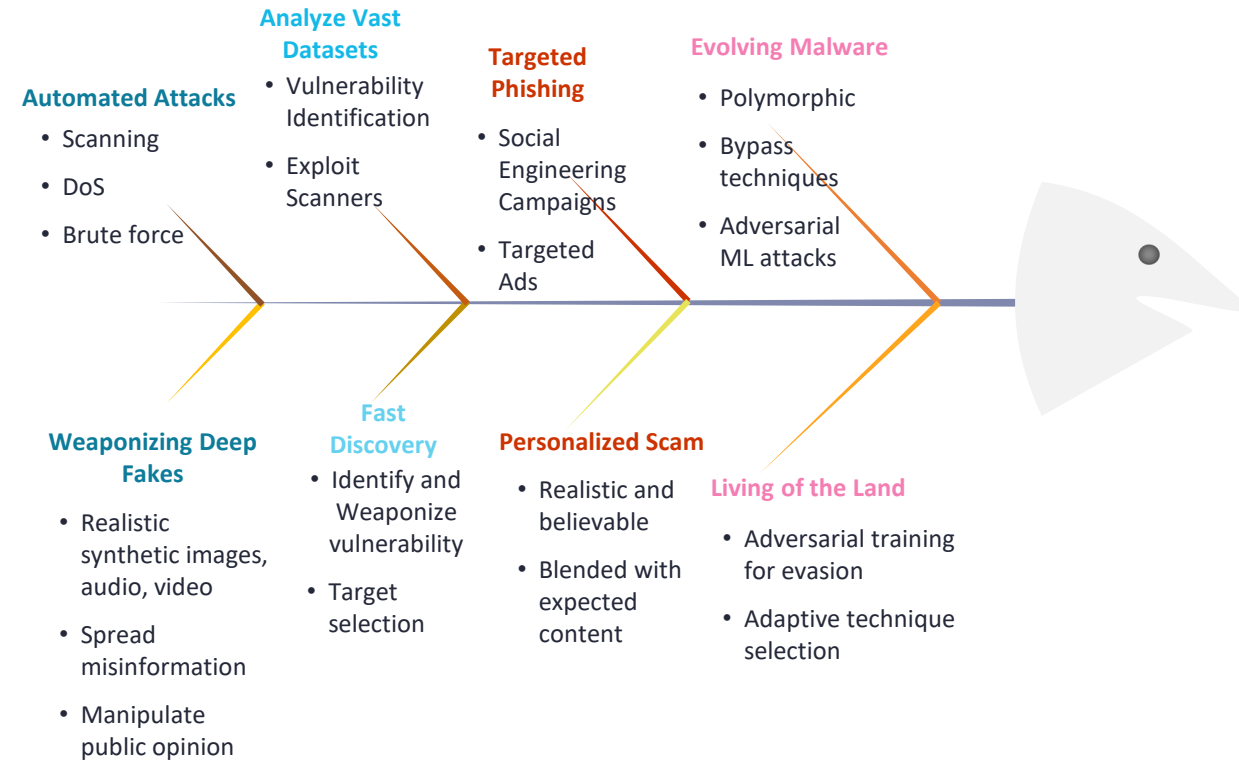 Automated Attacks
• Scanning
• DoS
• Brute force
Analyze Vast
Datasets
• Vulnerability
Identification
• Exploit
Scanners
Targeted
Phishing
• Social
Engineering
Campaigns
• Targeted
Ads
Evolving Malware
• Polymorphic
• Bypass
techniques
• Adversarial
ML attacks
Weaponizing Deep
Fakes
• Realistic
synthetic images,
audio, video
• Spread
misinformation
• Manipulate
public opinion
Fast
Discovery
• Identify and
Weaponize
vulnerability
• Target
selection
Personalized Scam
• Realistic and
believable
• Blended with
expected
content
Living of the Land
• Adversarial training
for evasion
• Adaptive technique
selection